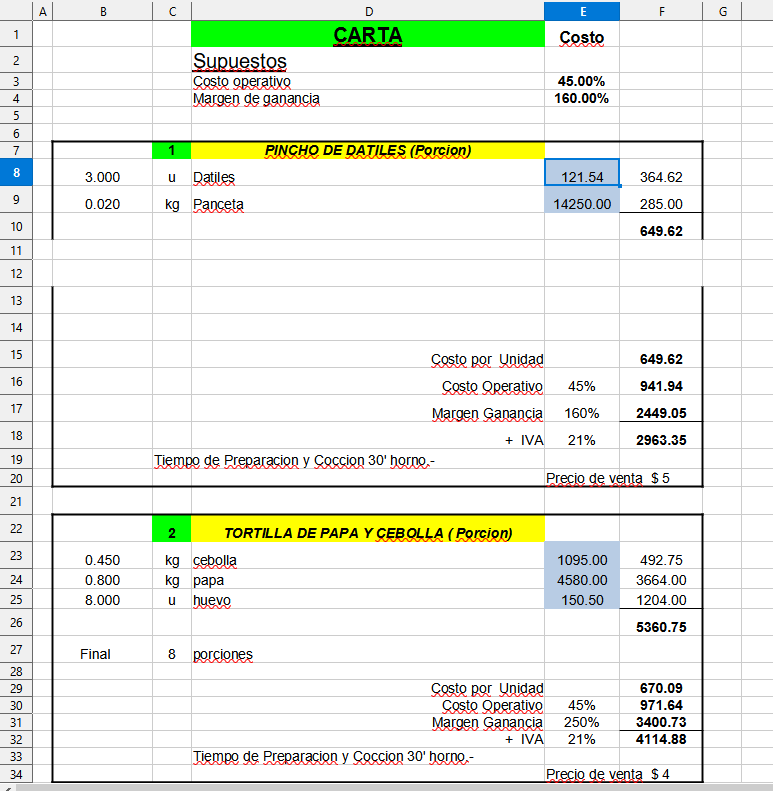 A B C D E F G
1 CARTA Costo
2 Supuestos
3 Costo operativo 45.00%
4 Margen de ganancia 160.00%
5
6
7 1 PINCHO DE DATILES (Porcion)
8 3.000 u Datiles 121.54 364.62
9 0.020 kg Panceta 14250.00 285.00
10 649.62
11
12
13
14
15 Costo por Unidad 649.62
16 Costo Operativo 45% 941.94
17 Margen Ganancia 160% 2449.05
18 + IVA 21% 2963.35
19 Tiempo de Preparacion y Coccion 30' horno.-
20 Precio de venta $ 5
21
22 2 TORTILLA DE PAPA Y CEBOLLA ( Porcion)
23 0.450 kg cebolla 1095.00 492.75
24 0.800 kg papa 4580.00 3664.00
25 8.000 u huevo 150.50 1204.00
26 5360.75
27 Final 8 porciones
28
29 Costo por Unidad 670.09
30 Costo Operativo 45% 971.64
31 Margen Ganancia 250% 3400.73
32 + IVA 21% 4114.88
33 Tiempo de Preparacion y Coccion 30' horno.-
34 Precio de venta $ 4